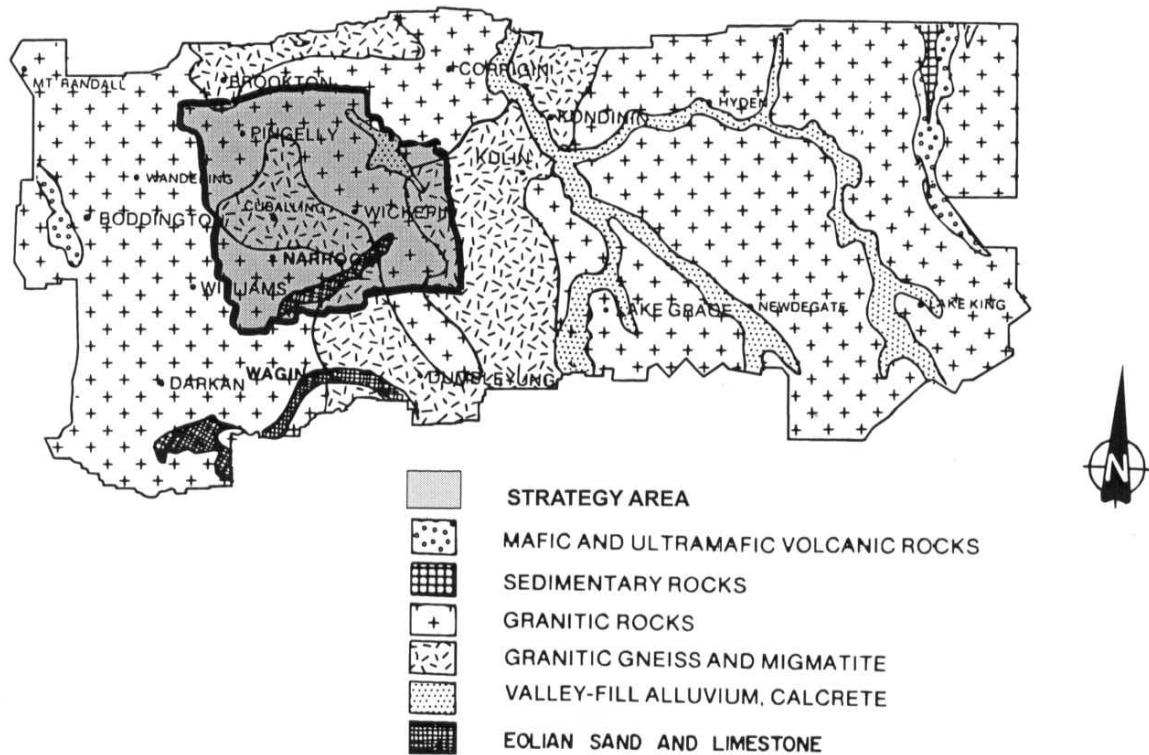 MT RANDALL
BROOKTON
CORRIGIN
PINGELLY
KONDININ
HYDEN
KULIN
WANDERING
CUBALLING
WICKEPIN
BODDINGTON
NARROGIN
WILLIAMS
LAKE GRACE
NEWDEGATE
LAKE KING
WAGIN
DARKAN
DUMBLEYUNG
N
STRATEGY AREA
MAFIC AND ULTRAMAFIC VOLCANIC ROCKS
SEDIMENTARY ROCKS
GRANITIC ROCKS
GRANITIC GNEISS AND MIGMATITE
VALLEY-FILL ALLUVIUM, CALCRETE
EOLIAN SAND AND LIMESTONE